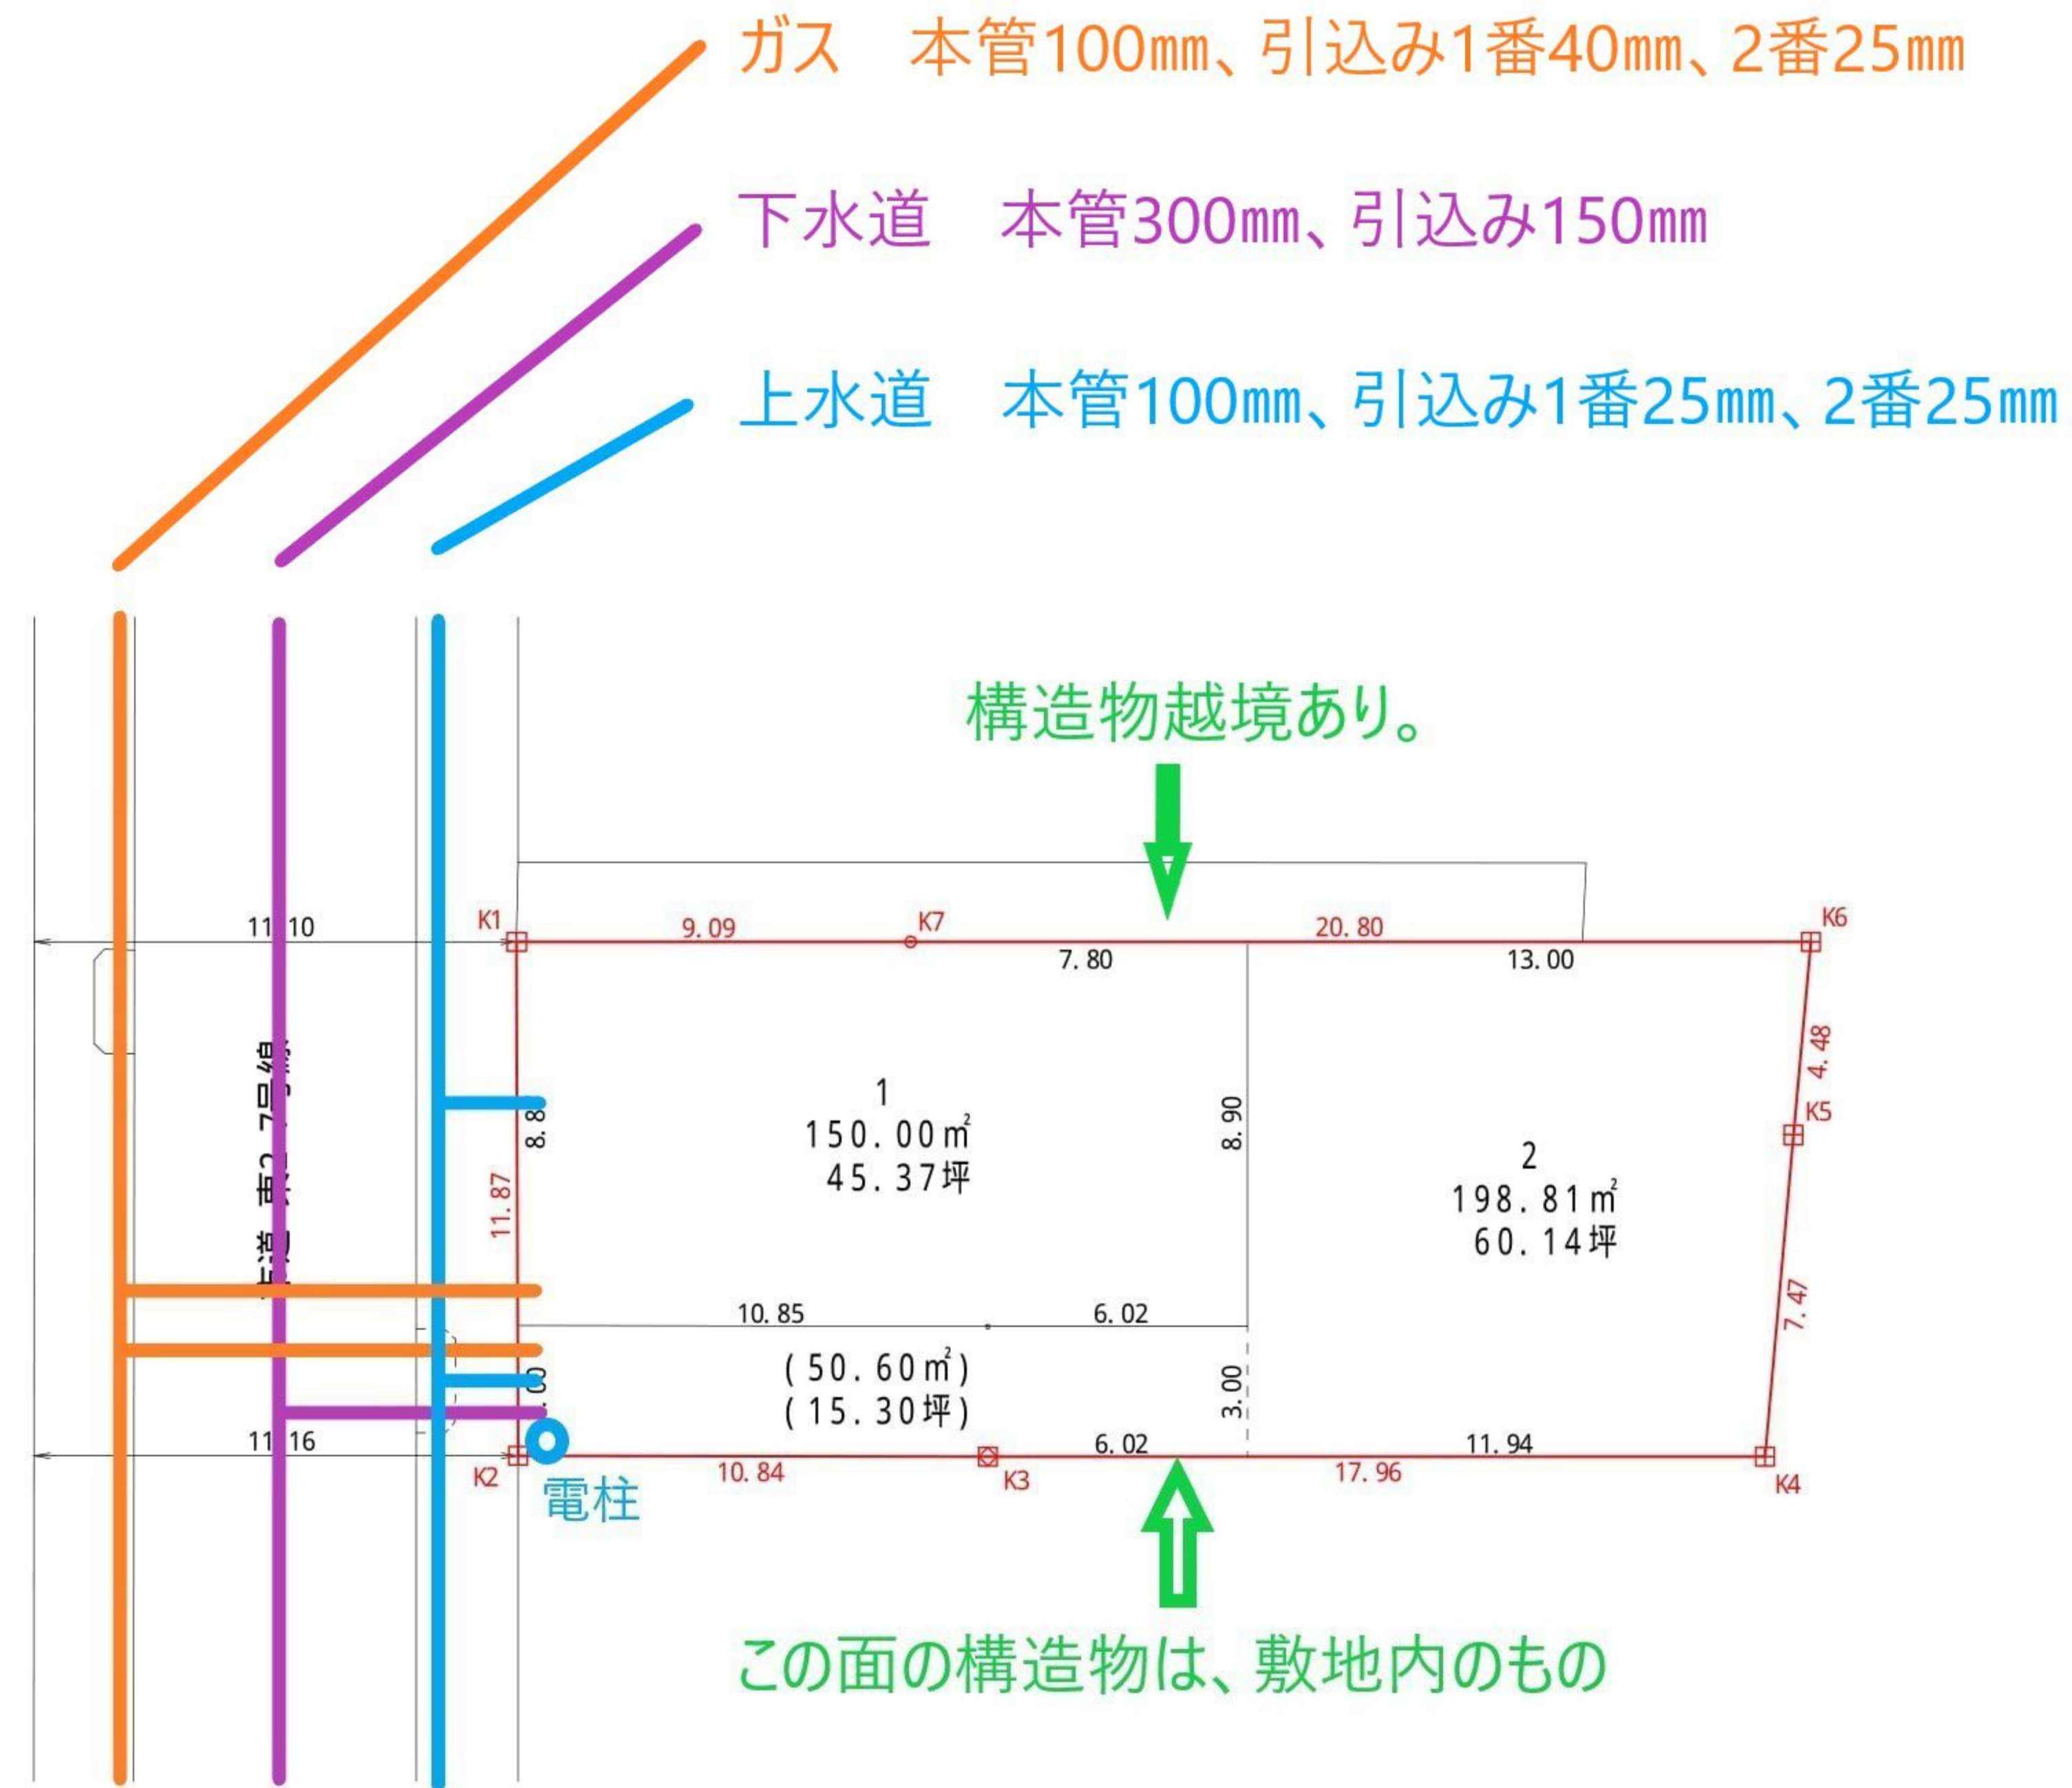 ガス　本管100㎜、引込み1番40㎜、2番25㎜
下水道　本管300㎜、引込み150㎜
上水道　本管100㎜、引込み1番25㎜、2番25㎜
構造物越境あり。
K1
9.09
K7
20.80
K6
11.10
7.80
13.00
4.48
K5
1
150.00㎡
45.37坪
8.8
8.90
11.87
2
198.81㎡
60.14坪
7.47
10.85
6.02
(50.60㎡)
(15.30坪)
.00
3.00
11.16
6.02
11.94
K2
10.84
K3
17.96
K4
電柱
この面の構造物は、敷地内のもの